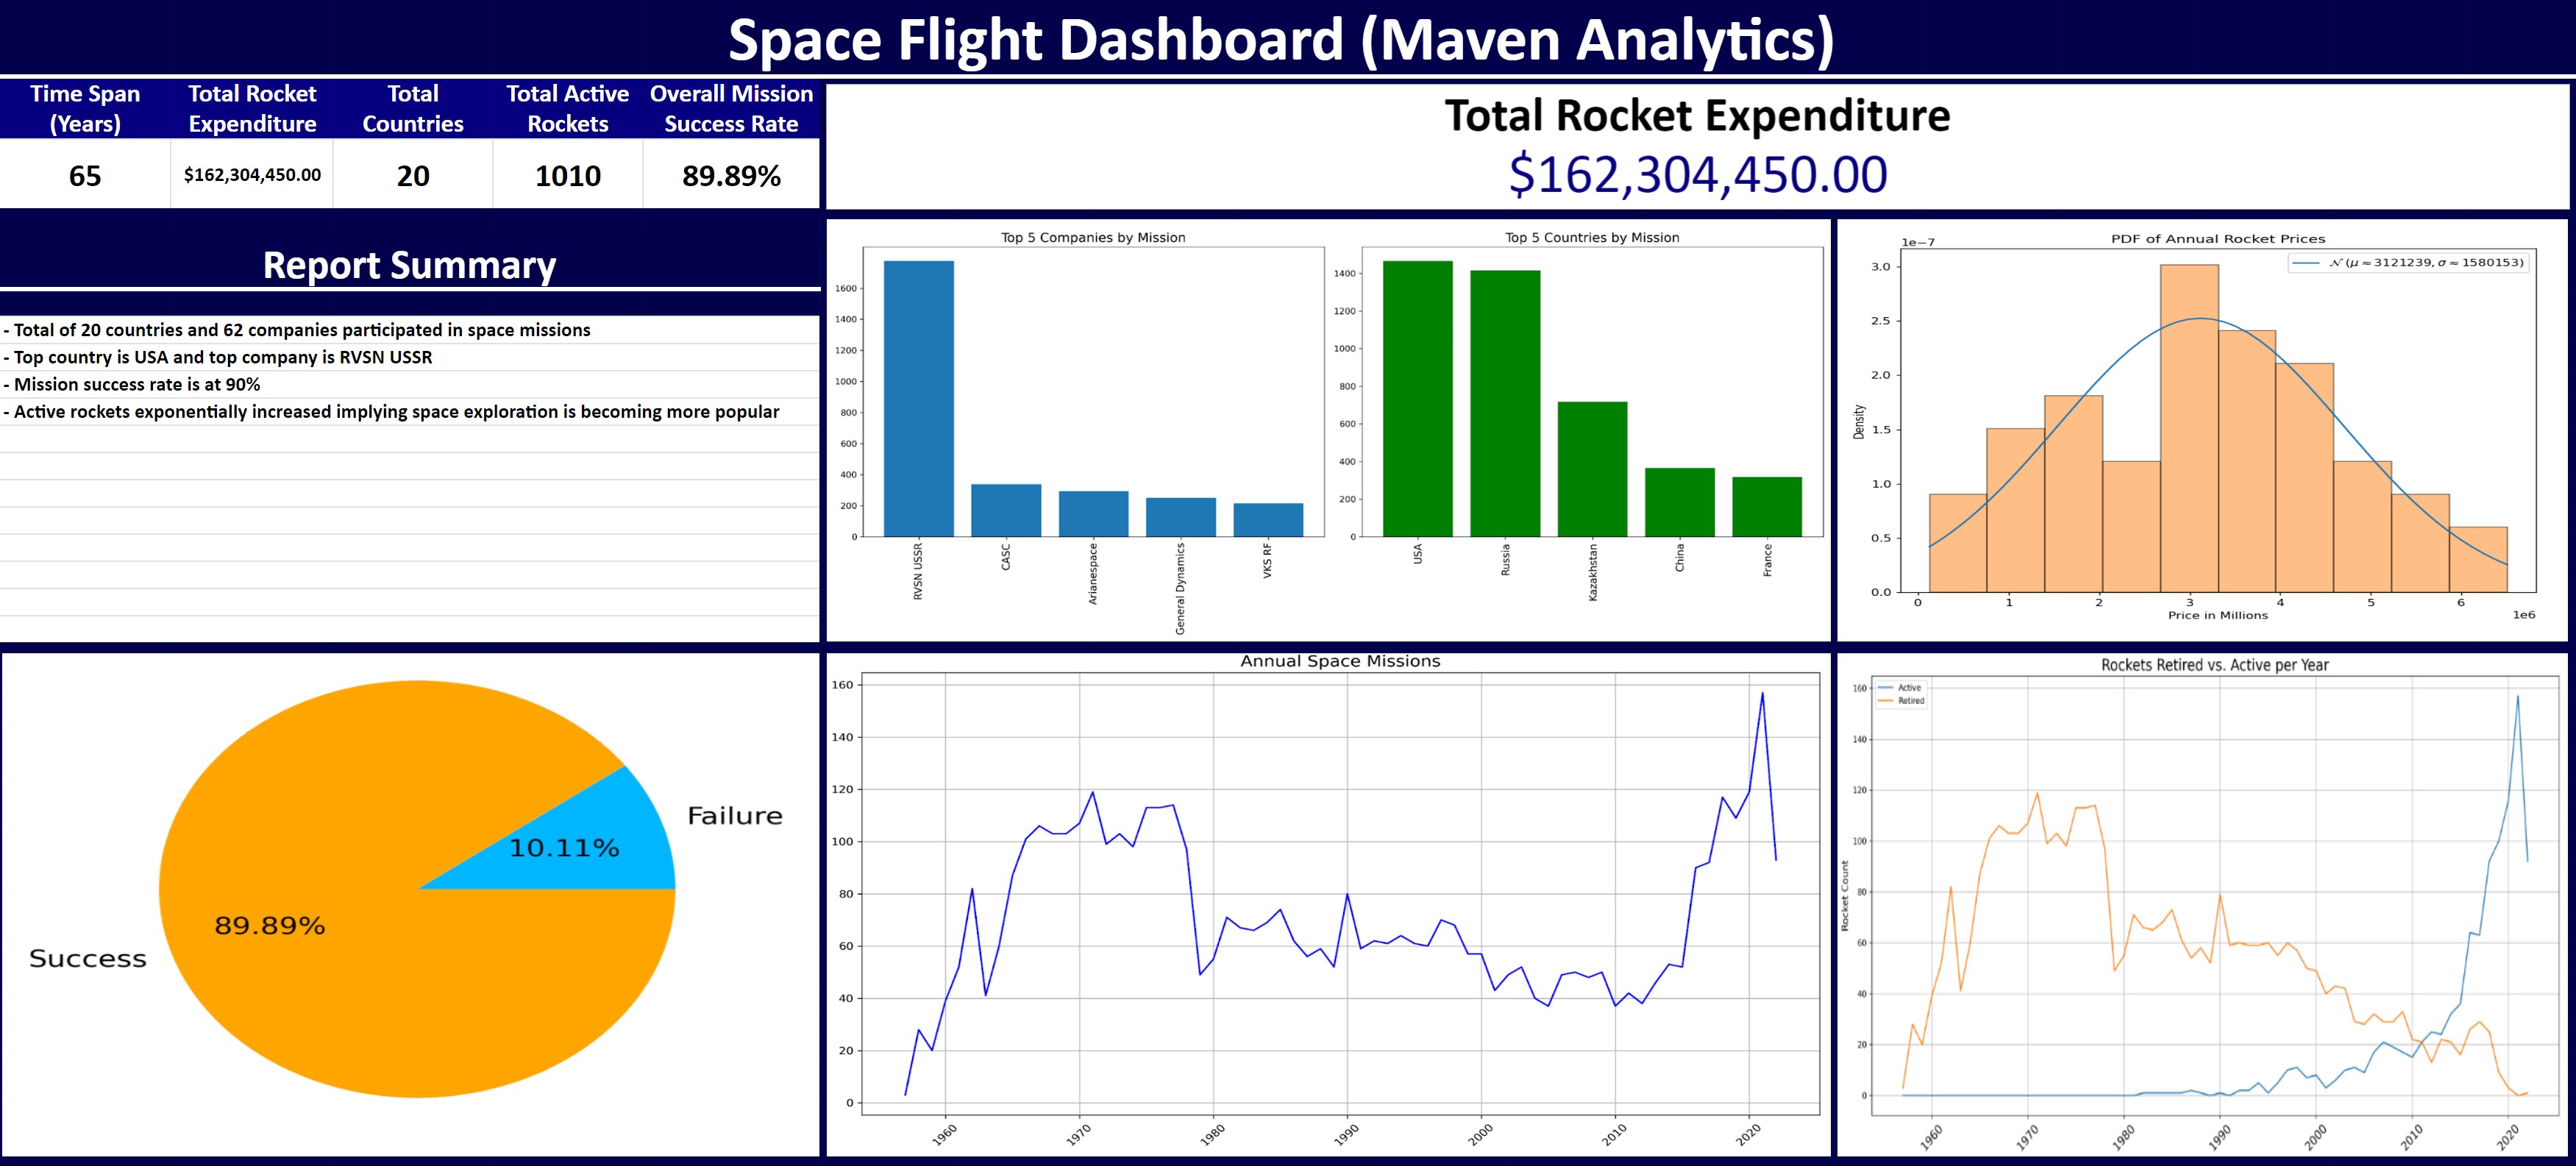 Space Flight Dashboard (Maven Analytics)
Time Span
(Years)
Total Rocket
Expenditure
Total
Countries
Total Active
Rockets
Overall Mission
Success Rate
65
$162,304,450.00
20
1010
89.89%
Total Rocket Expenditure
$162,304,450.00
Report Summary
- Total of 20 countries and 62 companies participated in space missions
- Top country is USA and top company is RVSN USSR
- Mission success rate is at 90%
- Active rockets exponentially increased implying space exploration is becoming more popular
Top 5 Companies by Mission
1600
1400
1200
1000
800
600
400
200
0
RVSN USSR
CASC
Arianespace
General Dynamics
VKS RF
Top 5 Countries by Mission
1400
1200
1000
800
600
400
200
0
USA
Russia
Kazakhstan
China
France
PDF of Annual Rocket Prices
1e−7
𝒩 (μ ≈ 3121239, σ ≈ 1580153)
3.0
2.5
2.0
1.5
1.0
0.5
0.0
Density
0 1 2 3 4 5 6
Price in Millions
1e6
Failure
10.11%
89.89%
Success
Annual Space Missions
160
140
120
100
80
60
40
20
0
1960 1970 1980 1990 2000 2010 2020
Rockets Retired vs. Active per Year
Active
Retired
160
140
120
100
80
60
40
20
0
Rocket Count
1960 1970 1980 1990 2000 2010 2020